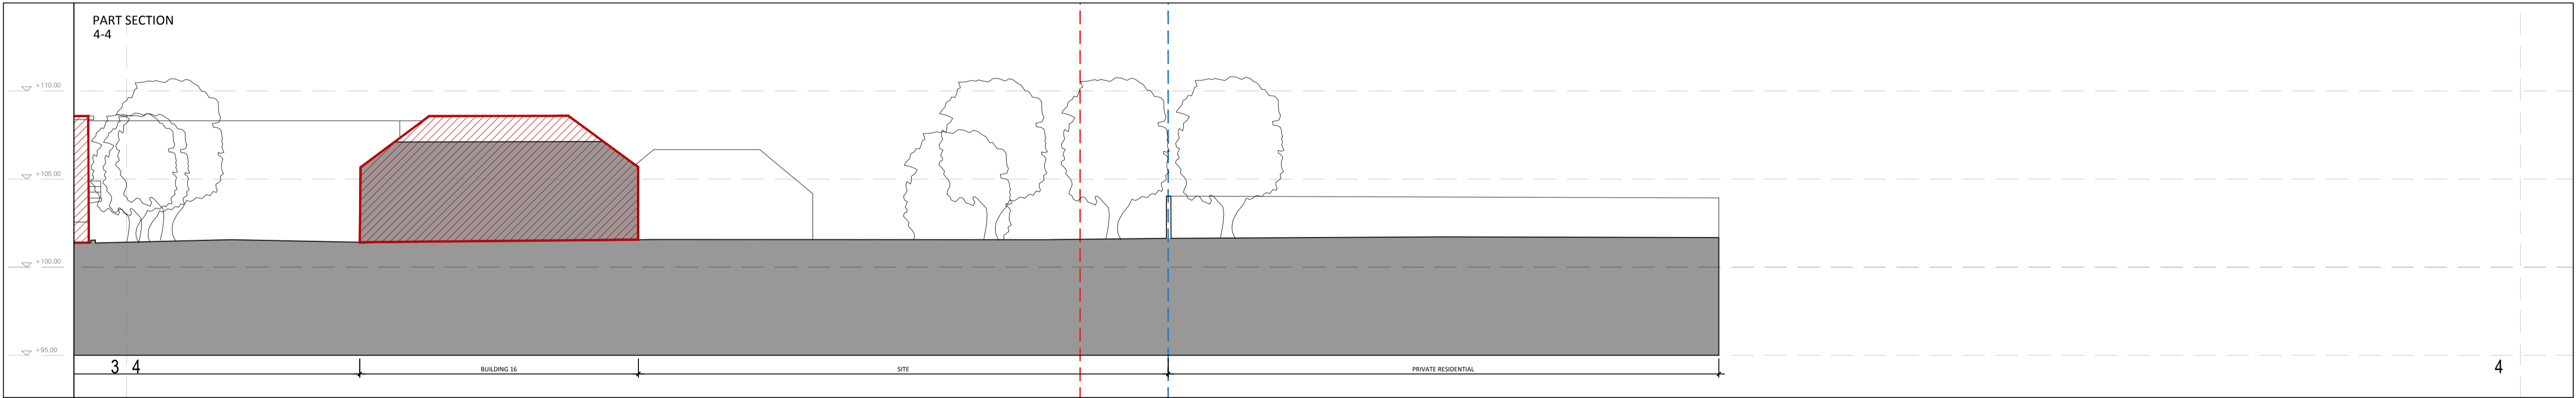 PART SECTION
4-4
+110.00
+105.00
+100.00
+95.00
3 4
BUILDING 16
SITE
PRIVATE RESIDENTIAL
4